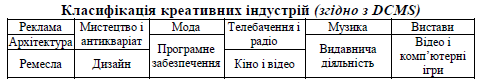 Класифікація креативних індустрій (згідно з DCMS)
Реклама
Мистецтво і
антикваріат
Мода
Телебачення і
радіо
Музика
Вистави
Архітектура
Ремесла
Дизайн
Програмне
забезпечення
Кіно і відео
Видавнича
діяльність
Відео і
комп’ютерні
ігри